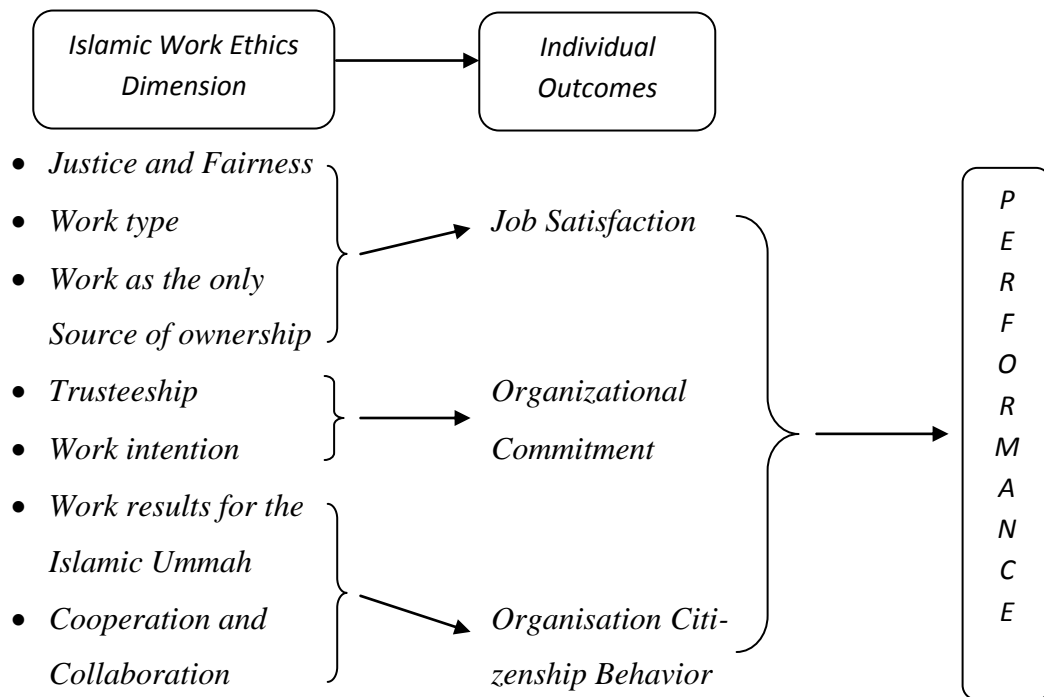 Islamic Work Ethics
Dimension
Individual
Outcomes
• Justice and Fairness
• Work type
• Work as the only
Source of ownership
Job Satisfaction
• Trusteeship
• Work intention
Organizational
Commitment
• Work results for the
Islamic Ummah
• Cooperation and
Collaboration
Organisation Citi-
zenship Behavior
P
E
R
F
O
R
M
A
N
C
E